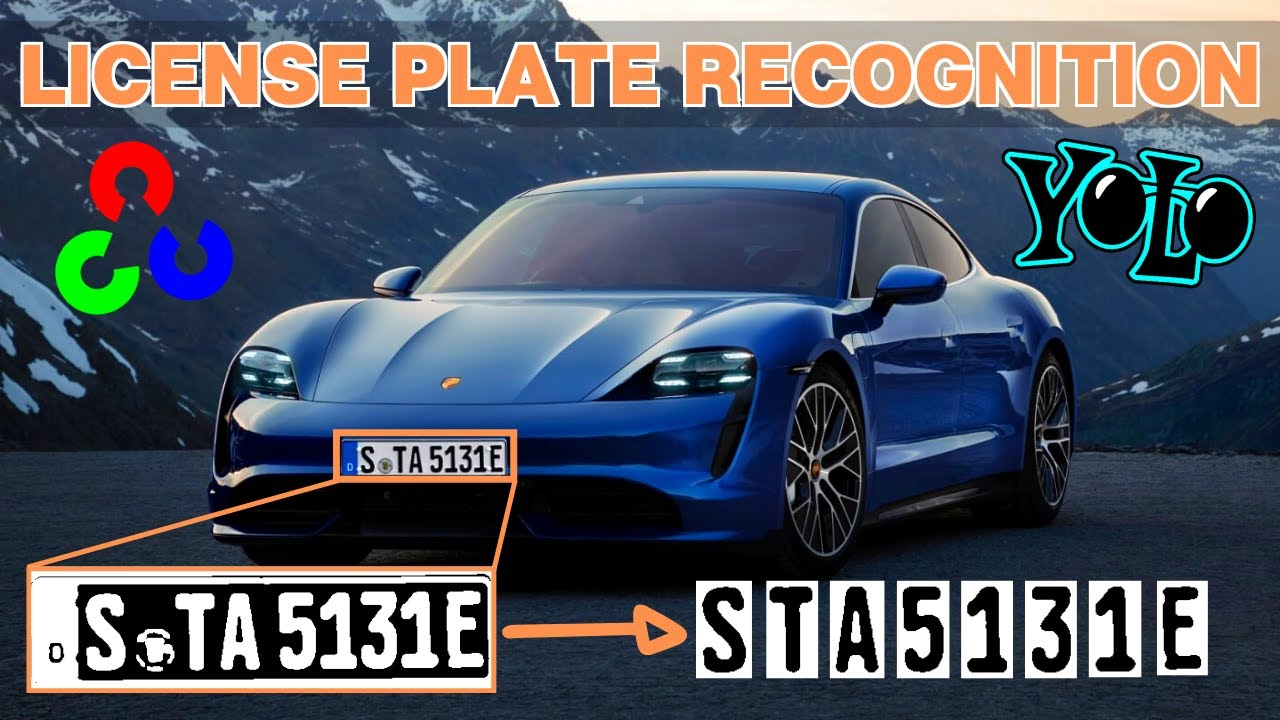 LICENSE PLATE RECOGNITION
YOLO
D S TA 5131E
D S TA 5131E
S T A 5 1 3 1 E